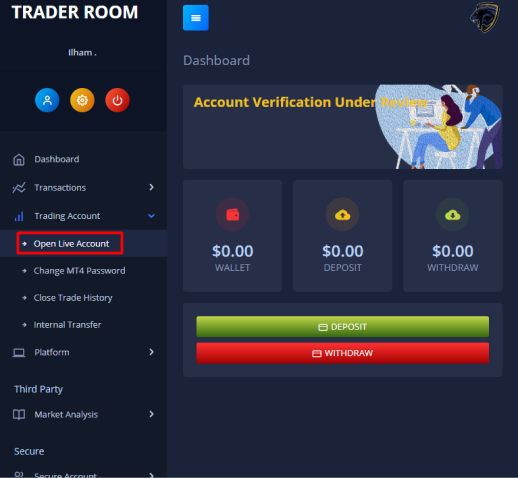 TRADER ROOM
Ilham .
Dashboard
Transactions
Trading Account
Open Live Account
Change MT4 Password
Close Trade History
Internal Transfer
Platform
Third Party
Market Analysis
Secure
Secure Account
Dashboard
Account Verification Under Review
$0.00
WALLET
$0.00
DEPOSIT
$0.00
WITHDRAW
DEPOSIT
WITHDRAW